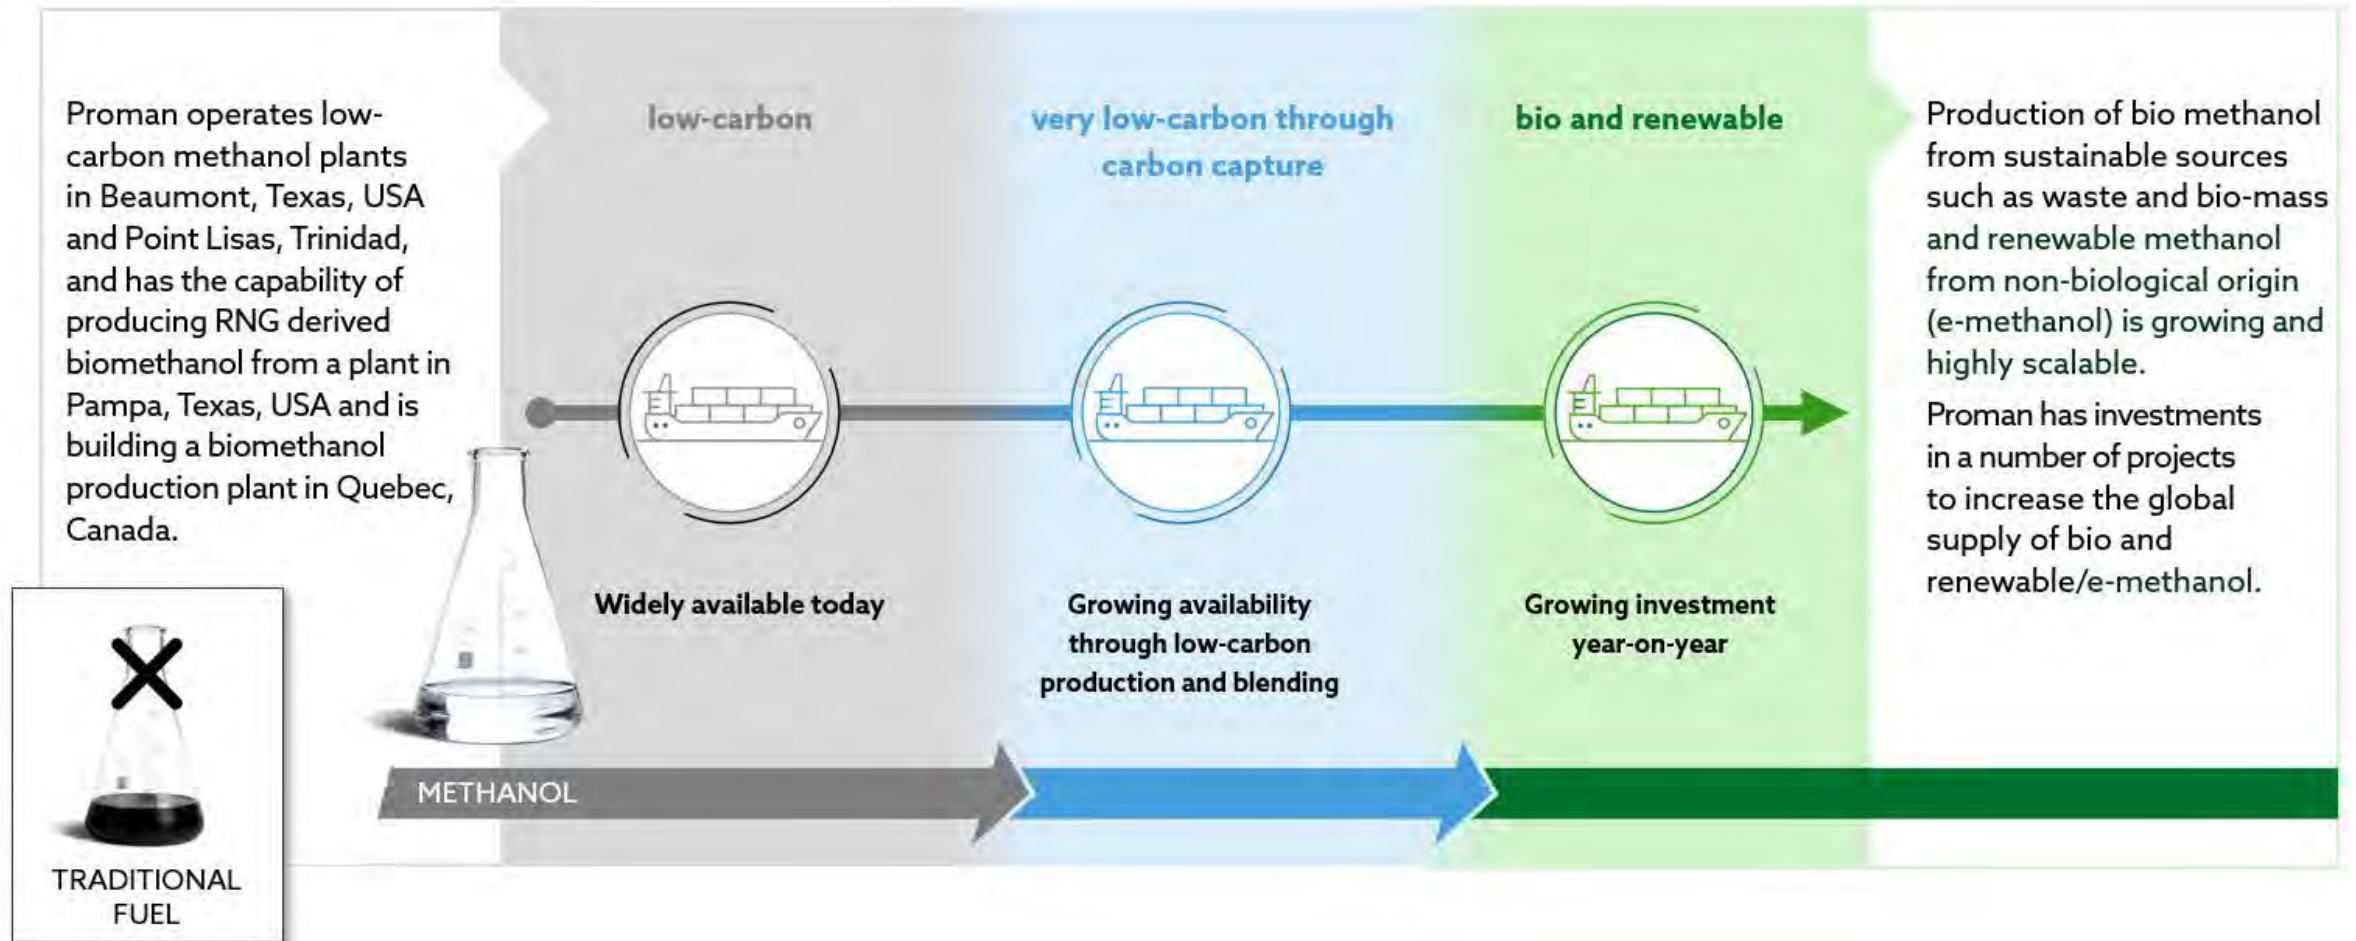 Proman operates low-
carbon methanol plants
in Beaumont, Texas, USA
and Point Lisas, Trinidad,
and has the capability of
producing RNG derived
biomethanol from a plant in
Pampa, Texas, USA and is
building a biomethanol
production plant in Quebec,
Canada.
TRADITIONAL
FUEL
low-carbon
Widely available today
very low-carbon through
carbon capture
Growing availability
through low-carbon
production and blending
bio and renewable
Growing investment
year-on-year
METHANOL
Production of bio methanol
from sustainable sources
such as waste and bio-mass
and renewable methanol
from non-biological origin
(e-methanol) is growing and
highly scalable.
Proman has investments
in a number of projects
to increase the global
supply of bio and
renewable/e-methanol.